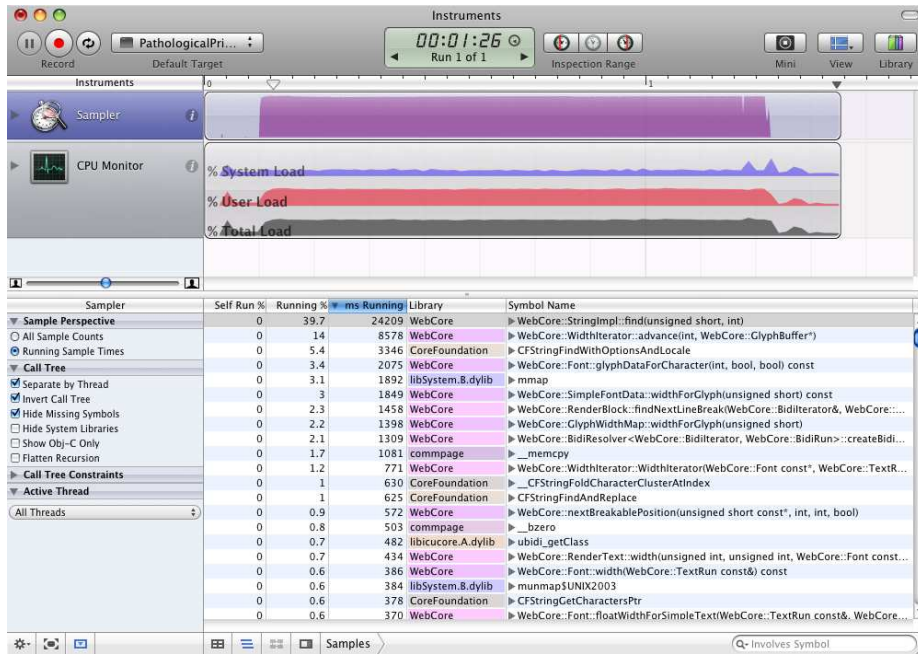 Instruments
PathologicalPri...
00:01:26
Run 1 of 1
Record
Default Target
Inspection Range
Mini
View
Library
Instruments
0
1
Sampler
CPU Monitor
% System Load
% User Load
% Total Load
Sampler
Self Run % Running % ms Running Library Symbol Name
Sample Perspective
All Sample Counts
Running Sample Times
Call Tree
Separate by Thread
Invert Call Tree
Hide Missing Symbols
Hide System Libraries
Show Obj-C Only
Flatten Recursion
Call Tree Constraints
Active Thread
All Threads
0 39.7 24209 WebCore WebCore::StringImpl::find(unsigned short, int)
0 14 8578 WebCore WebCore::WidthIterator::advance(int, WebCore::GlyphBuffer*)
0 5.4 3346 CoreFoundation CFStringFindWithOptionsAndLocale
0 3.4 2075 WebCore WebCore::Font::glyphDataForCharacter(int, bool, bool) const
0 3.1 1892 libSystem.B.dylib mmap
0 3 1849 WebCore WebCore::SimpleFontData::widthForGlyph(unsigned short) const
0 2.3 1458 WebCore WebCore::RenderBlock::findNextLineBreak(WebCore::BidiIterator&, WebCore::...
0 2.2 1398 WebCore WebCore::GlyphWidthMap::widthForGlyph(unsigned short)
0 2.1 1309 WebCore WebCore::BidiResolver<WebCore::BidiIterator, WebCore::BidiRun>::createBidi...
0 1.7 1081 commpage __memcpy
0 1.2 771 WebCore WebCore::WidthIterator::WidthIterator(WebCore::Font const*, WebCore::TextR...
0 1 630 CoreFoundation __CFStringFoldCharacterClusterAtIndex
0 1 625 CoreFoundation CFStringFindAndReplace
0 0.9 572 WebCore WebCore::nextBreakablePosition(unsigned short const*, int, int, bool)
0 0.8 503 commpage __bzero
0 0.7 482 libicucore.A.dylib ubidi_getClass
0 0.7 434 WebCore WebCore::RenderText::width(unsigned int, unsigned int, WebCore::Font const...
0 0.6 386 WebCore WebCore::Font::width(WebCore::TextRun const&) const
0 0.6 384 libSystem.B.dylib munmap$UNIX2003
0 0.6 378 CoreFoundation CFStringGetCharactersPtr
0 0.6 370 WebCore WebCore::Font::floatWidthForSimpleText(WebCore::TextRun const&, WebCore...
Samples
Involves Symbol